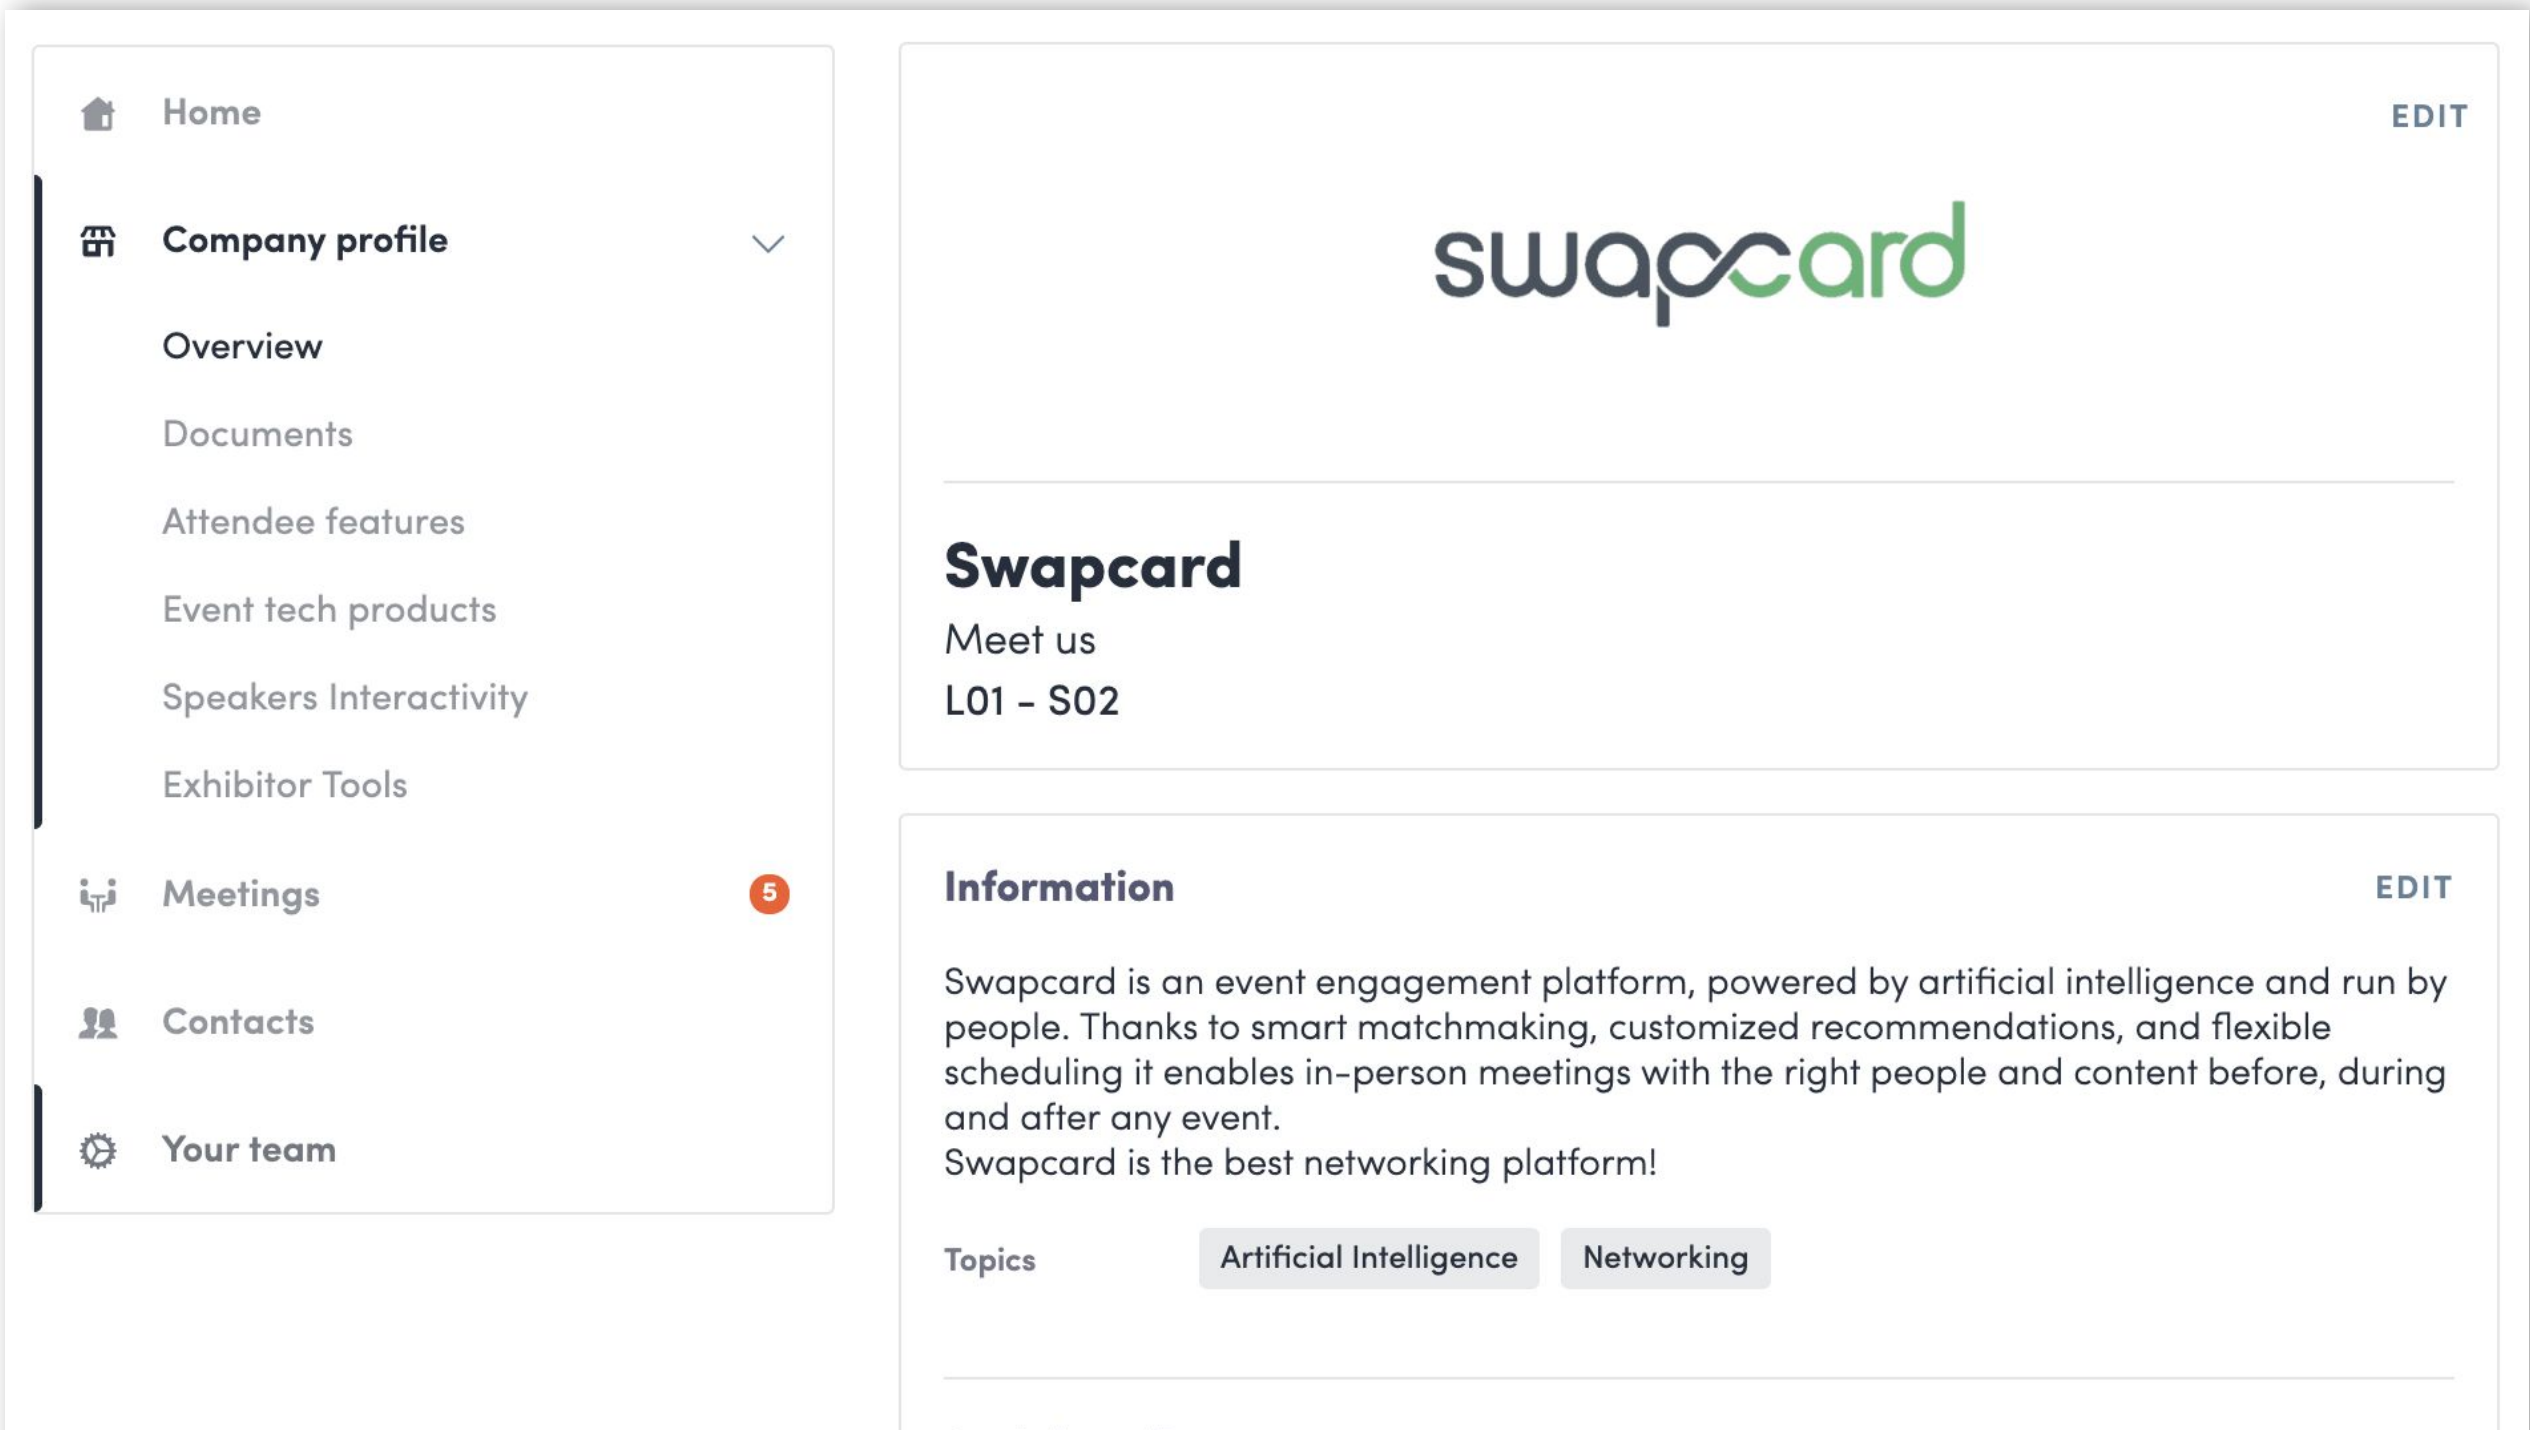 Home
Company profile
Overview
Documents
Attendee features
Event tech products
Speakers Interactivity
Exhibitor Tools
Meetings
5
Contacts
Your team
EDIT
swapcard
Swapcard
Meet us
L01 - S02
Information
EDIT
Swapcard is an event engagement platform, powered by artificial intelligence and run by
people. Thanks to smart matchmaking, customized recommendations, and flexible
scheduling it enables in-person meetings with the right people and content before, during
and after any event.
Swapcard is the best networking platform!
Topics
Artificial Intelligence
Networking